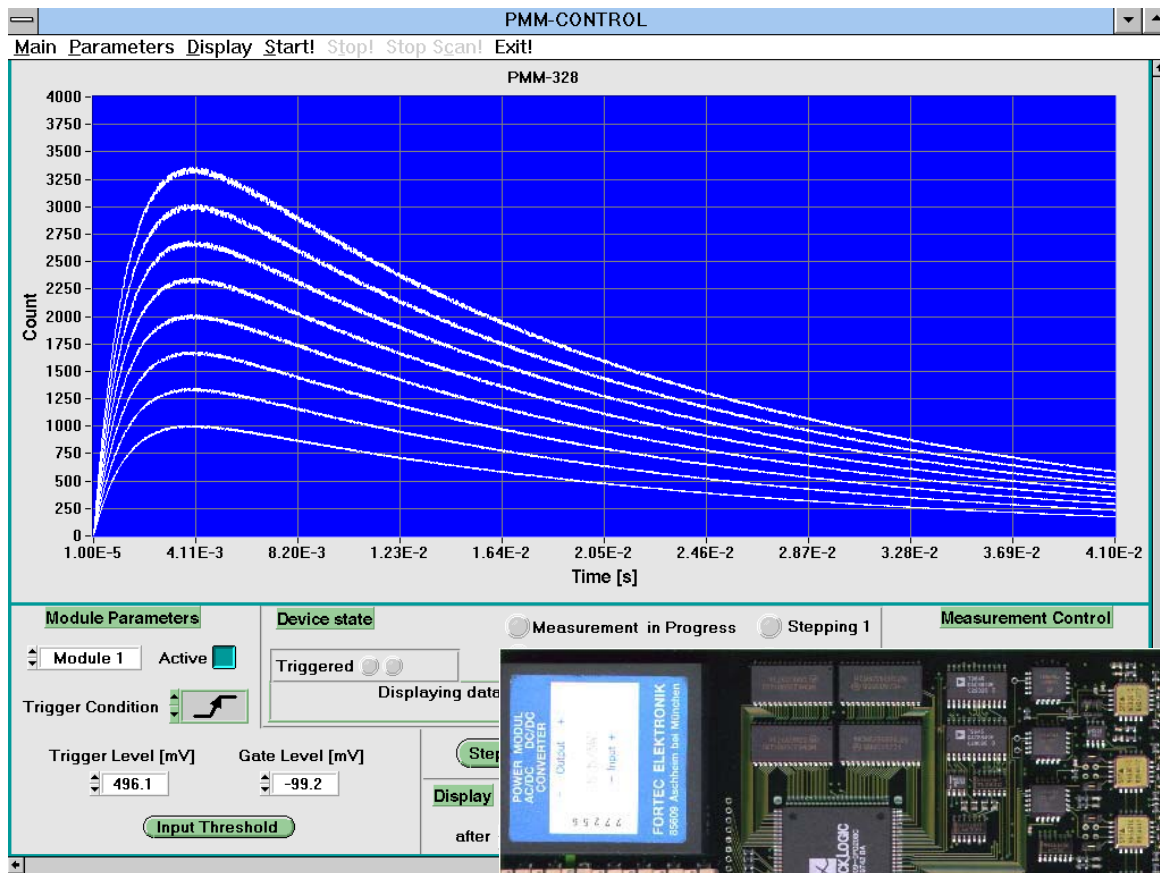 PMM-CONTROL
Main Parameters Display Start! Stop! Stop Scan! Exit!
PMM-328
4000
3750
3500
3250
3000
2750
2500
2250
2000
1750
1500
1250
1000
750
500
250
0
Count
1.00E-5 4.11E-3 8.20E-3 1.23E-2 1.64E-2 2.05E-2 2.46E-2 2.87E-2 3.28E-2 3.69E-2 4.10E-2
Time [s]
Module Parameters
Module 1 Active
Trigger Condition
Trigger Level [mV] Gate Level [mV]
496.1 -99.2
Input Threshold
Device state
Measurement in Progress Stepping 1
Triggered
Displaying data
Step
Display
after
Measurement Control
POWER MODUL
AC/DC DC/DC
CONVERTER
- Output +
- Input +
FORTEC ELEKTRONIK
85609 Aschheim bei München